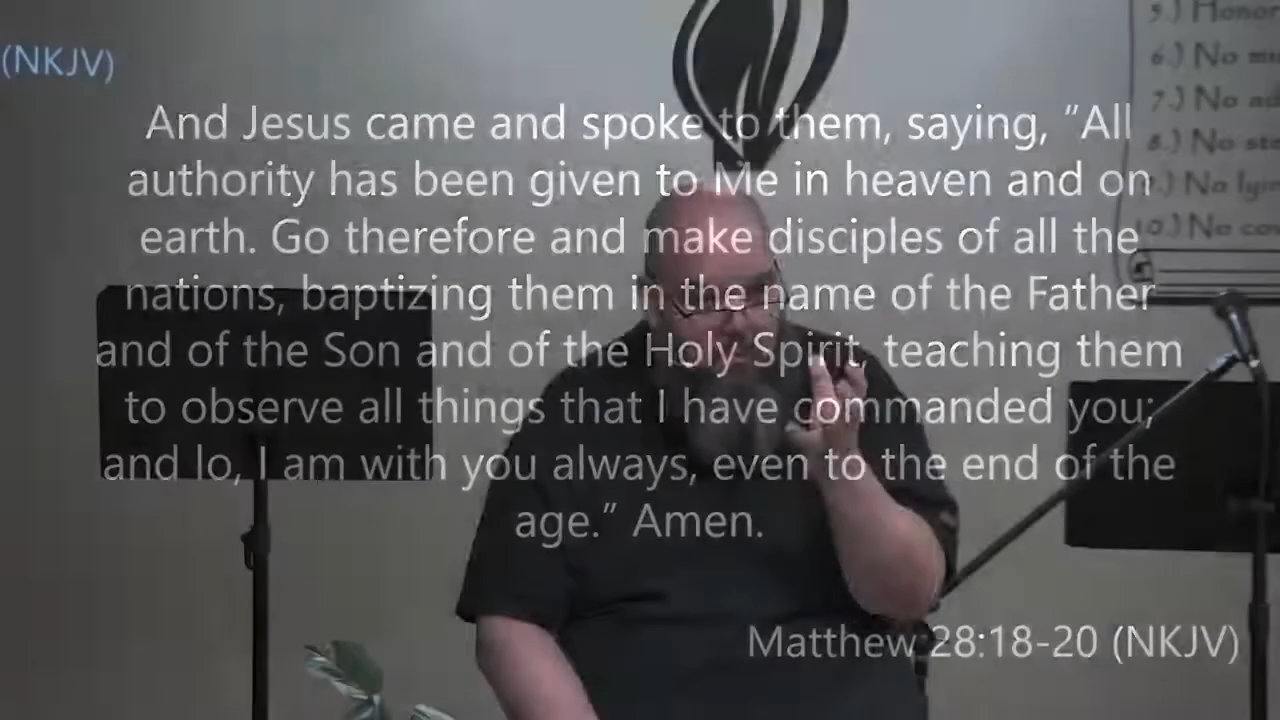 (NKJV)
And Jesus came and spoke to them, saying, “All
authority has been given to Me in heaven and on
earth. Go therefore and make disciples of all the
nations, baptizing them in the name of the Father
and of the Son and of the Holy Spirit, teaching them
to observe all things that I have commanded you;
and lo, I am with you always, even to the end of the
age.” Amen.
Matthew 28:18-20 (NKJV)
5.) Honor
6.) No
7.) No
8.) No
No
10.) No